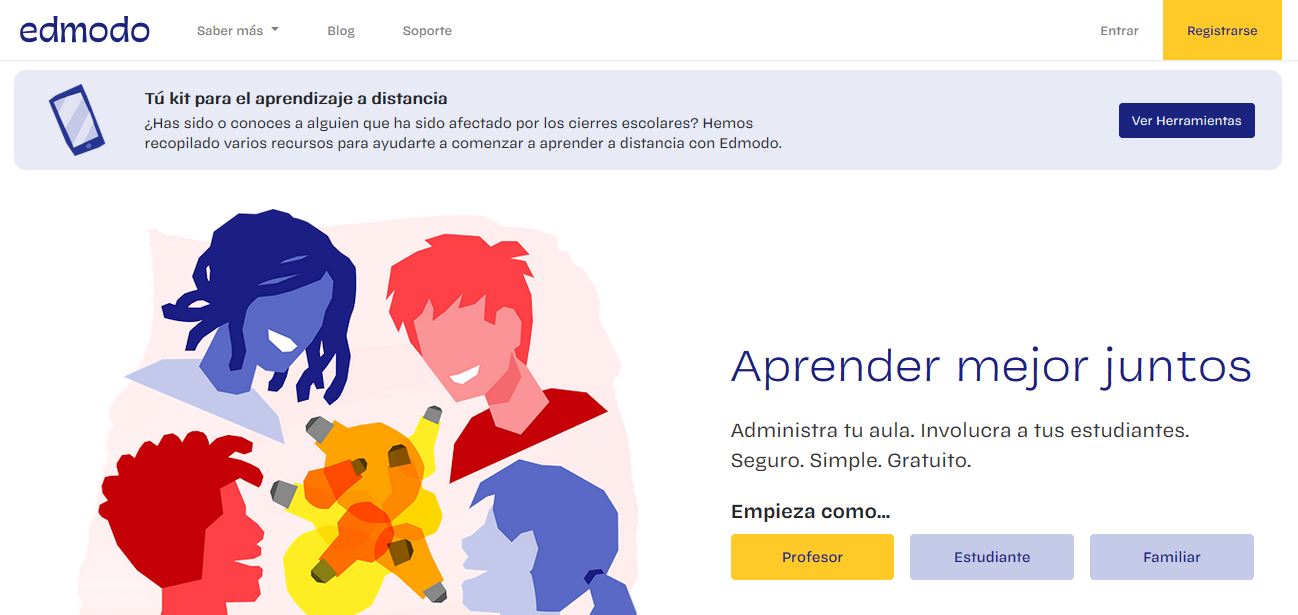 edmodo
Saber más
Blog
Soporte
Entrar
Registrarse
Tú kit para el aprendizaje a distancia
¿Has sido o conoces a alguien que ha sido afectado por los cierres escolares? Hemos
recopilado varios recursos para ayudarte a comenzar a aprender a distancia con Edmodo.
Ver Herramientas
Aprender mejor juntos
Administra tu aula. Involucra a tus estudiantes.
Seguro. Simple. Gratuito.
Empieza como...
Profesor
Estudiante
Familiar